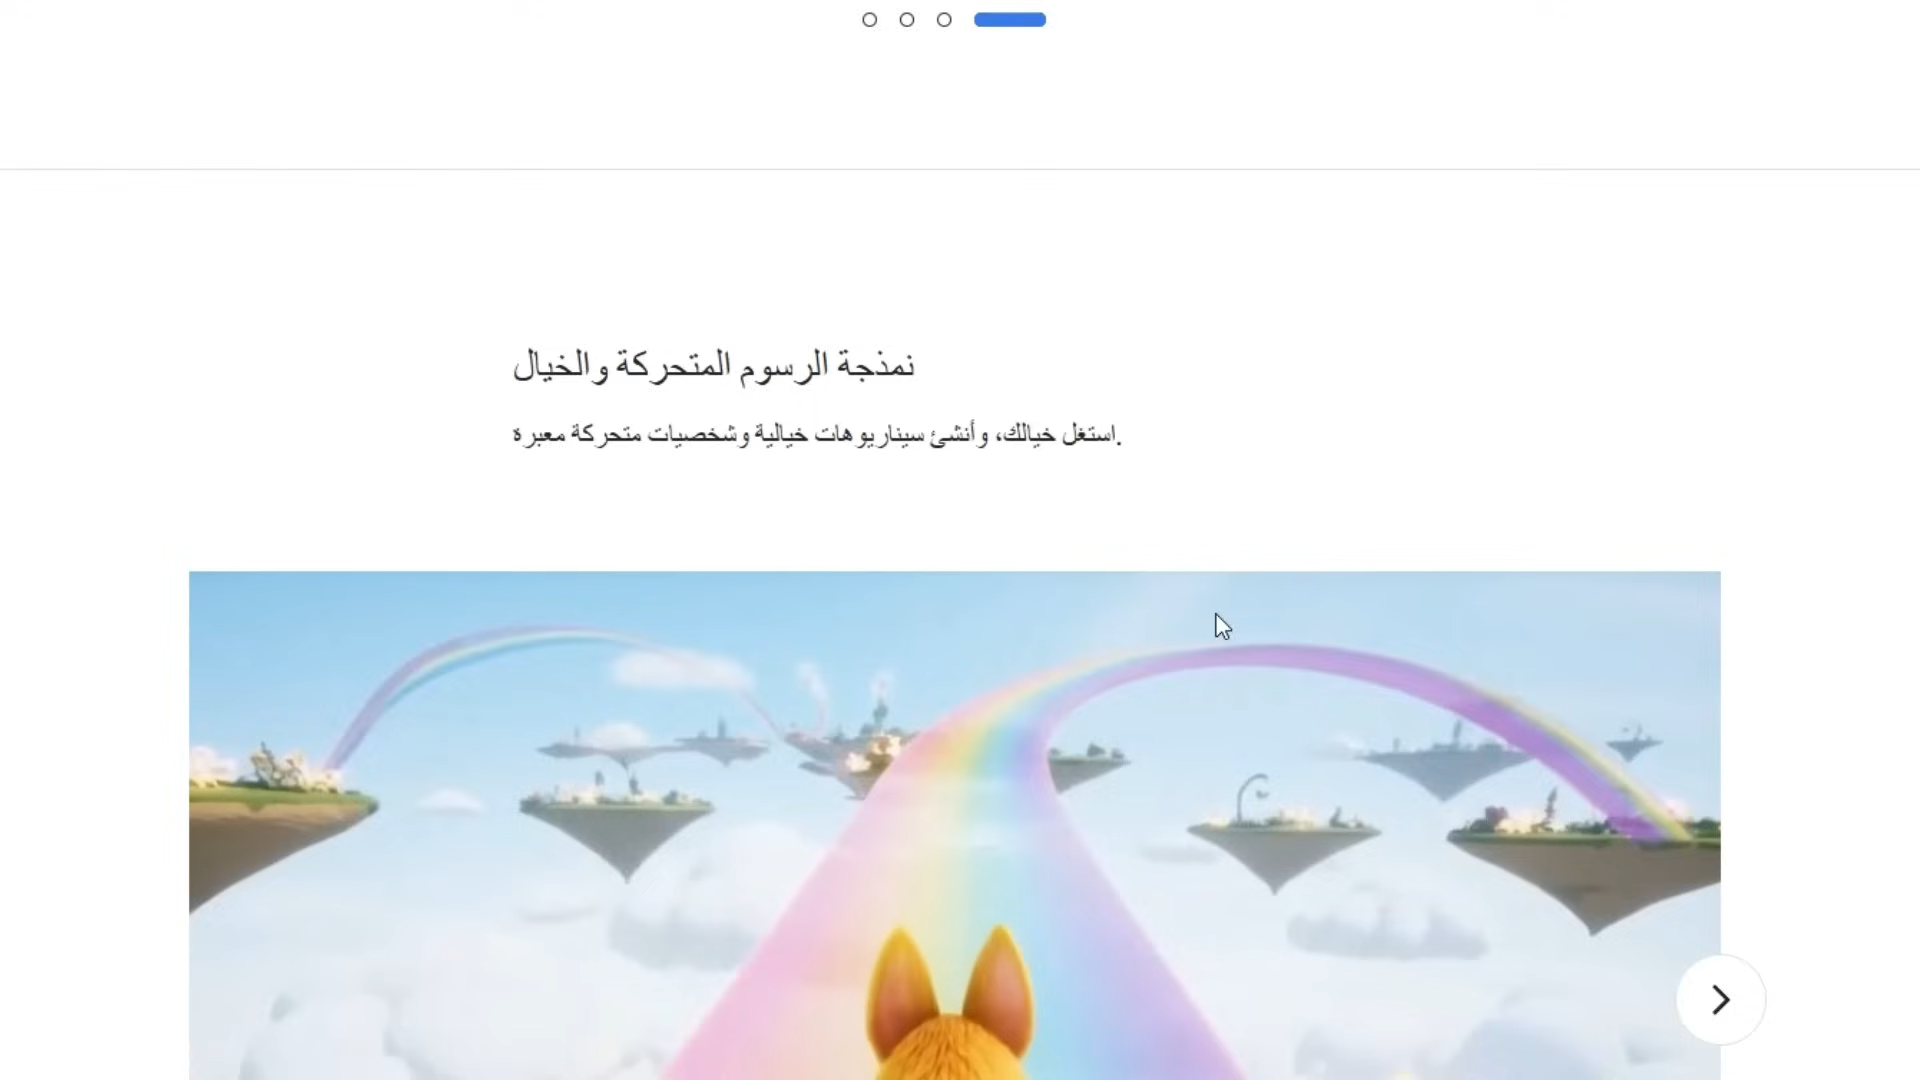 نمذجة الرسوم المتحركة والخيال
استغل خيالك، وأنشئ سيناريوهات خيالية وشخصيات متحركة معبرة.